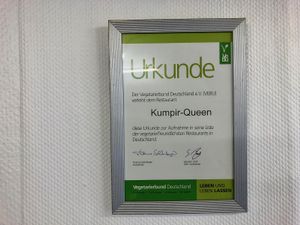 Urkunde
Der Vegetarierbund Deutschland e.V. (VEBU)
verleiht dem Restaurant
Kumpir-Queen
diese Urkunde zur Aufnahme in seine Liste
der vegetarierfreundlichsten Restaurants in
Deutschland.
Vegetarierbund Deutschland
LEBEN UND
LEBEN LASSEN